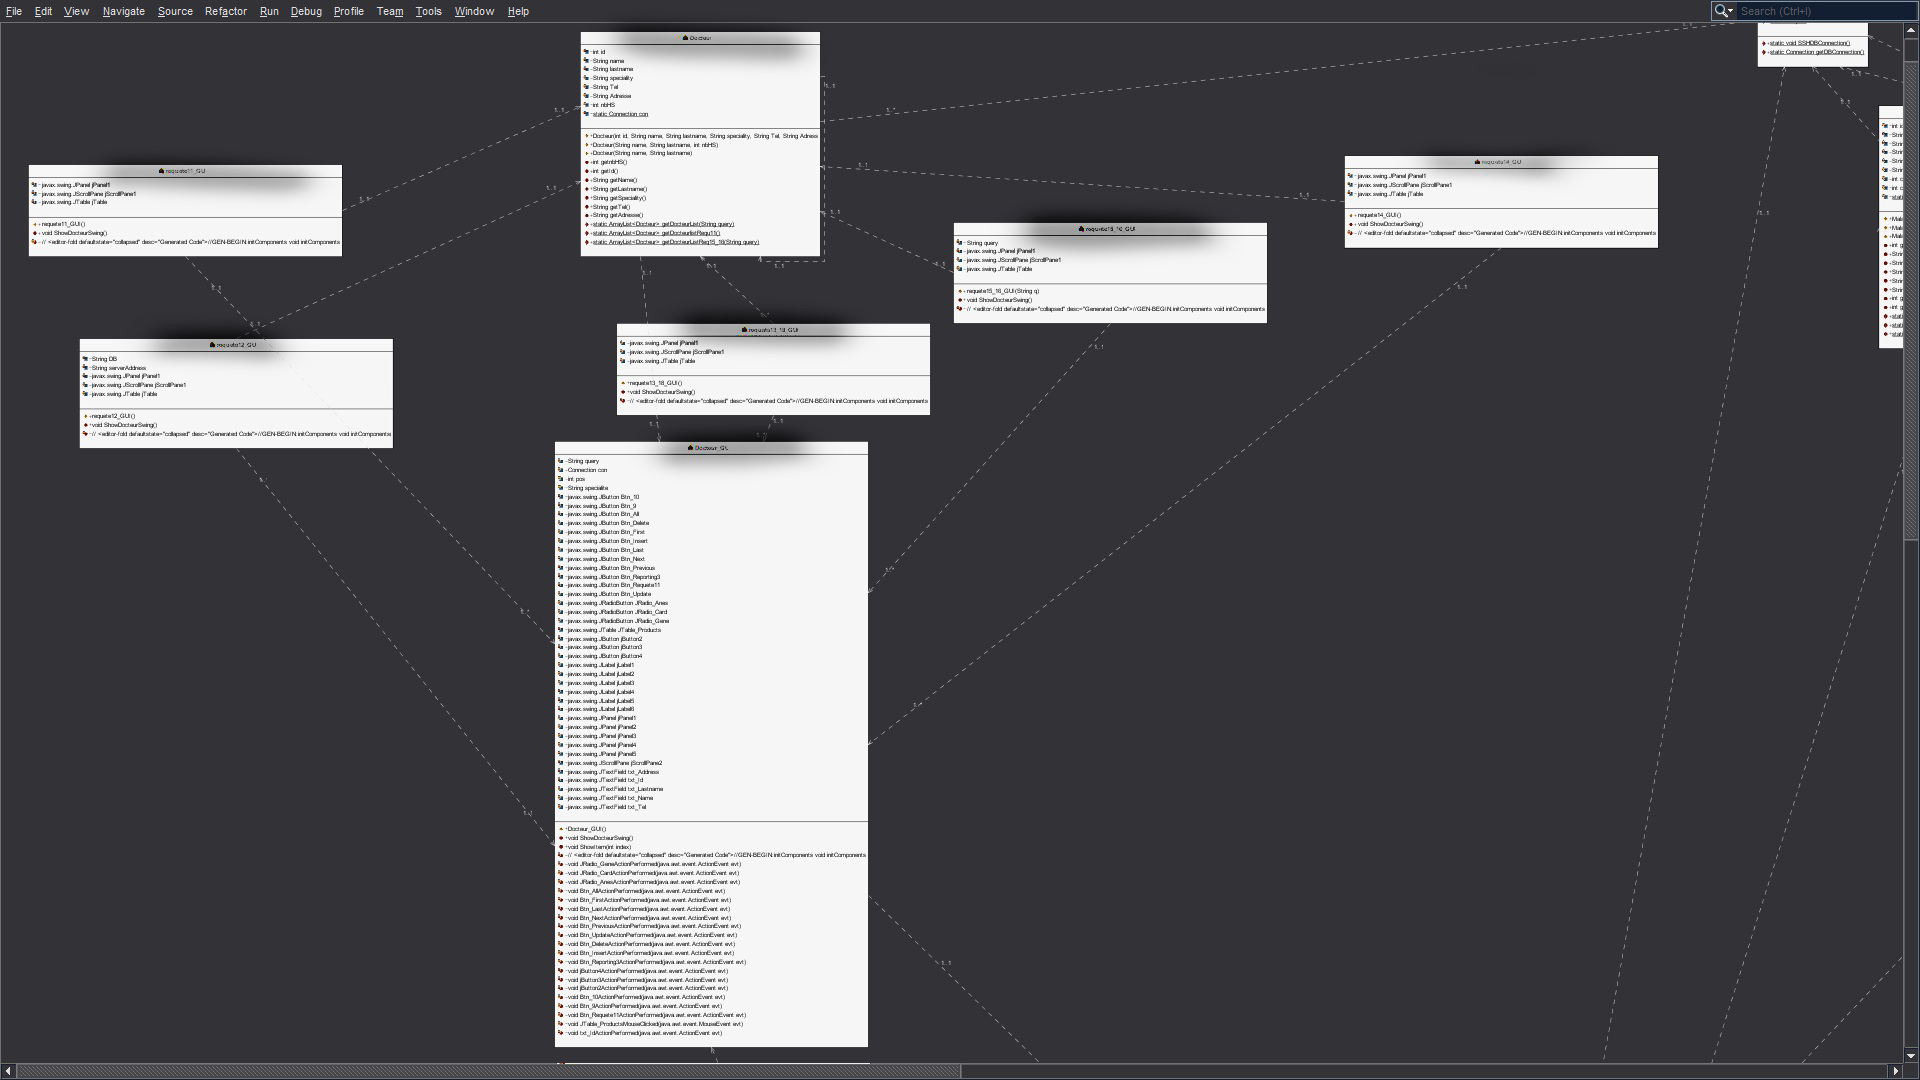 File Edit View Navigate Source Refactor Run Debug Profile Team Tools Window Help
Search (Ctrl+I)
Docteur
-int id
-String name
-String lastname
-String speciality
-String Tel
-String Adresse
-int nbHS
-static Connection con
+Docteur(int id, String name, String lastname, String speciality, String Tel, String Adress
+Docteur(String name, String lastname, int nbHS)
+Docteur(String name, String lastname)
+int getnbHS()
+int getId()
+String getName()
+String getLastname()
+String getSpeciality()
+String getTel()
+String getAdresse()
+static ArrayList<Docteur> getDocteurList(String query)
+static ArrayList<Docteur> getDocteurlistRequ11()
+static ArrayList<Docteur> getDocteurListReq15_16(String query)
+static void SSHDBConnection()
+static Connection getDBConnection()
requete11_GUI
-javax.swing.JPanel jPanel1
-javax.swing.JScrollPane jScrollPane1
-javax.swing.JTable jTable
+requete11_GUI()
+void ShowDocteurSwing()
-// <editor-fold defaultstate="collapsed" desc="Generated Code">//GEN-BEGIN:initComponents void initComponents
requete14_GUI
-javax.swing.JPanel jPanel1
-javax.swing.JScrollPane jScrollPane1
-javax.swing.JTable jTable
+requete14_GUI()
+void ShowDocteurSwing()
-// <editor-fold defaultstate="collapsed" desc="Generated Code">//GEN-BEGIN:initComponents void initComponents
requete15_16_GUI
-String query
-javax.swing.JPanel jPanel1
-javax.swing.JScrollPane jScrollPane1
-javax.swing.JTable jTable
+requete15_16_GUI(String q)
+void ShowDocteurSwing()
-// <editor-fold defaultstate="collapsed" desc="Generated Code">//GEN-BEGIN:initComponents void initComponents
requete12_GUI
-String DB
-String serverAddress
-javax.swing.JPanel jPanel1
-javax.swing.JScrollPane jScrollPane1
-javax.swing.JTable jTable
+requete12_GUI()
+void ShowDocteurSwing()
-// <editor-fold defaultstate="collapsed" desc="Generated Code">//GEN-BEGIN:initComponents void initComponents
requete13_18_GUI
-javax.swing.JPanel jPanel1
-javax.swing.JScrollPane jScrollPane1
-javax.swing.JTable jTable
+requete13_18_GUI()
+void ShowDocteurSwing()
-// <editor-fold defaultstate="collapsed" desc="Generated Code">//GEN-BEGIN:initComponents void initComponents
Docteur_GUI
-String query
-Connection con
-int pos
-String specialite
-javax.swing.JButton Btn_10
-javax.swing.JButton Btn_9
-javax.swing.JButton Btn_All
-javax.swing.JButton Btn_Delete
-javax.swing.JButton Btn_First
-javax.swing.JButton Btn_Insert
-javax.swing.JButton Btn_Last
-javax.swing.JButton Btn_Next
-javax.swing.JButton Btn_Previous
-javax.swing.JButton Btn_Reporting3
-javax.swing.JButton Btn_Requete11
-javax.swing.JButton Btn_Update
-javax.swing.JRadioButton JRadio_Anes
-javax.swing.JRadioButton JRadio_Card
-javax.swing.JRadioButton JRadio_Gene
-javax.swing.JTable JTable_Products
-javax.swing.JButton jButton2
-javax.swing.JButton jButton3
-javax.swing.JButton jButton4
-javax.swing.JLabel jLabel1
-javax.swing.JLabel jLabel2
-javax.swing.JLabel jLabel3
-javax.swing.JLabel jLabel4
-javax.swing.JLabel jLabel5
-javax.swing.JLabel jLabel6
-javax.swing.JPanel jPanel1
-javax.swing.JPanel jPanel2
-javax.swing.JPanel jPanel3
-javax.swing.JPanel jPanel4
-javax.swing.JPanel jPanel5
-javax.swing.JScrollPane jScrollPane2
-javax.swing.JTextField txt_Address
-javax.swing.JTextField txt_Id
-javax.swing.JTextField txt_Lastname
-javax.swing.JTextField txt_Name
-javax.swing.JTextField txt_Tel
+Docteur_GUI()
+void ShowDocteurSwing()
+void ShowItem(int index)
-// <editor-fold defaultstate="collapsed" desc="Generated Code">//GEN-BEGIN:initComponents void initComponents
-void JRadio_GeneActionPerformed(java.awt.event.ActionEvent evt)
-void JRadio_CardActionPerformed(java.awt.event.ActionEvent evt)
-void JRadio_AnesActionPerformed(java.awt.event.ActionEvent evt)
-void Btn_AllActionPerformed(java.awt.event.ActionEvent evt)
-void Btn_FirstActionPerformed(java.awt.event.ActionEvent evt)
-void Btn_LastActionPerformed(java.awt.event.ActionEvent evt)
-void Btn_NextActionPerformed(java.awt.event.ActionEvent evt)
-void Btn_PreviousActionPerformed(java.awt.event.ActionEvent evt)
-void Btn_UpdateActionPerformed(java.awt.event.ActionEvent evt)
-void Btn_DeleteActionPerformed(java.awt.event.ActionEvent evt)
-void Btn_InsertActionPerformed(java.awt.event.ActionEvent evt)
-void Btn_Reporting3ActionPerformed(java.awt.event.ActionEvent evt)
-void jButton4ActionPerformed(java.awt.event.ActionEvent evt)
-void jButton3ActionPerformed(java.awt.event.ActionEvent evt)
-void jButton2ActionPerformed(java.awt.event.ActionEvent evt)
-void Btn_10ActionPerformed(java.awt.event.ActionEvent evt)
-void Btn_9ActionPerformed(java.awt.event.ActionEvent evt)
-void Btn_Requete11ActionPerformed(java.awt.event.ActionEvent evt)
-void JTable_ProductsMouseClicked(java.awt.event.MouseEvent evt)
-void txt_IdActionPerformed(java.awt.event.ActionEvent evt)